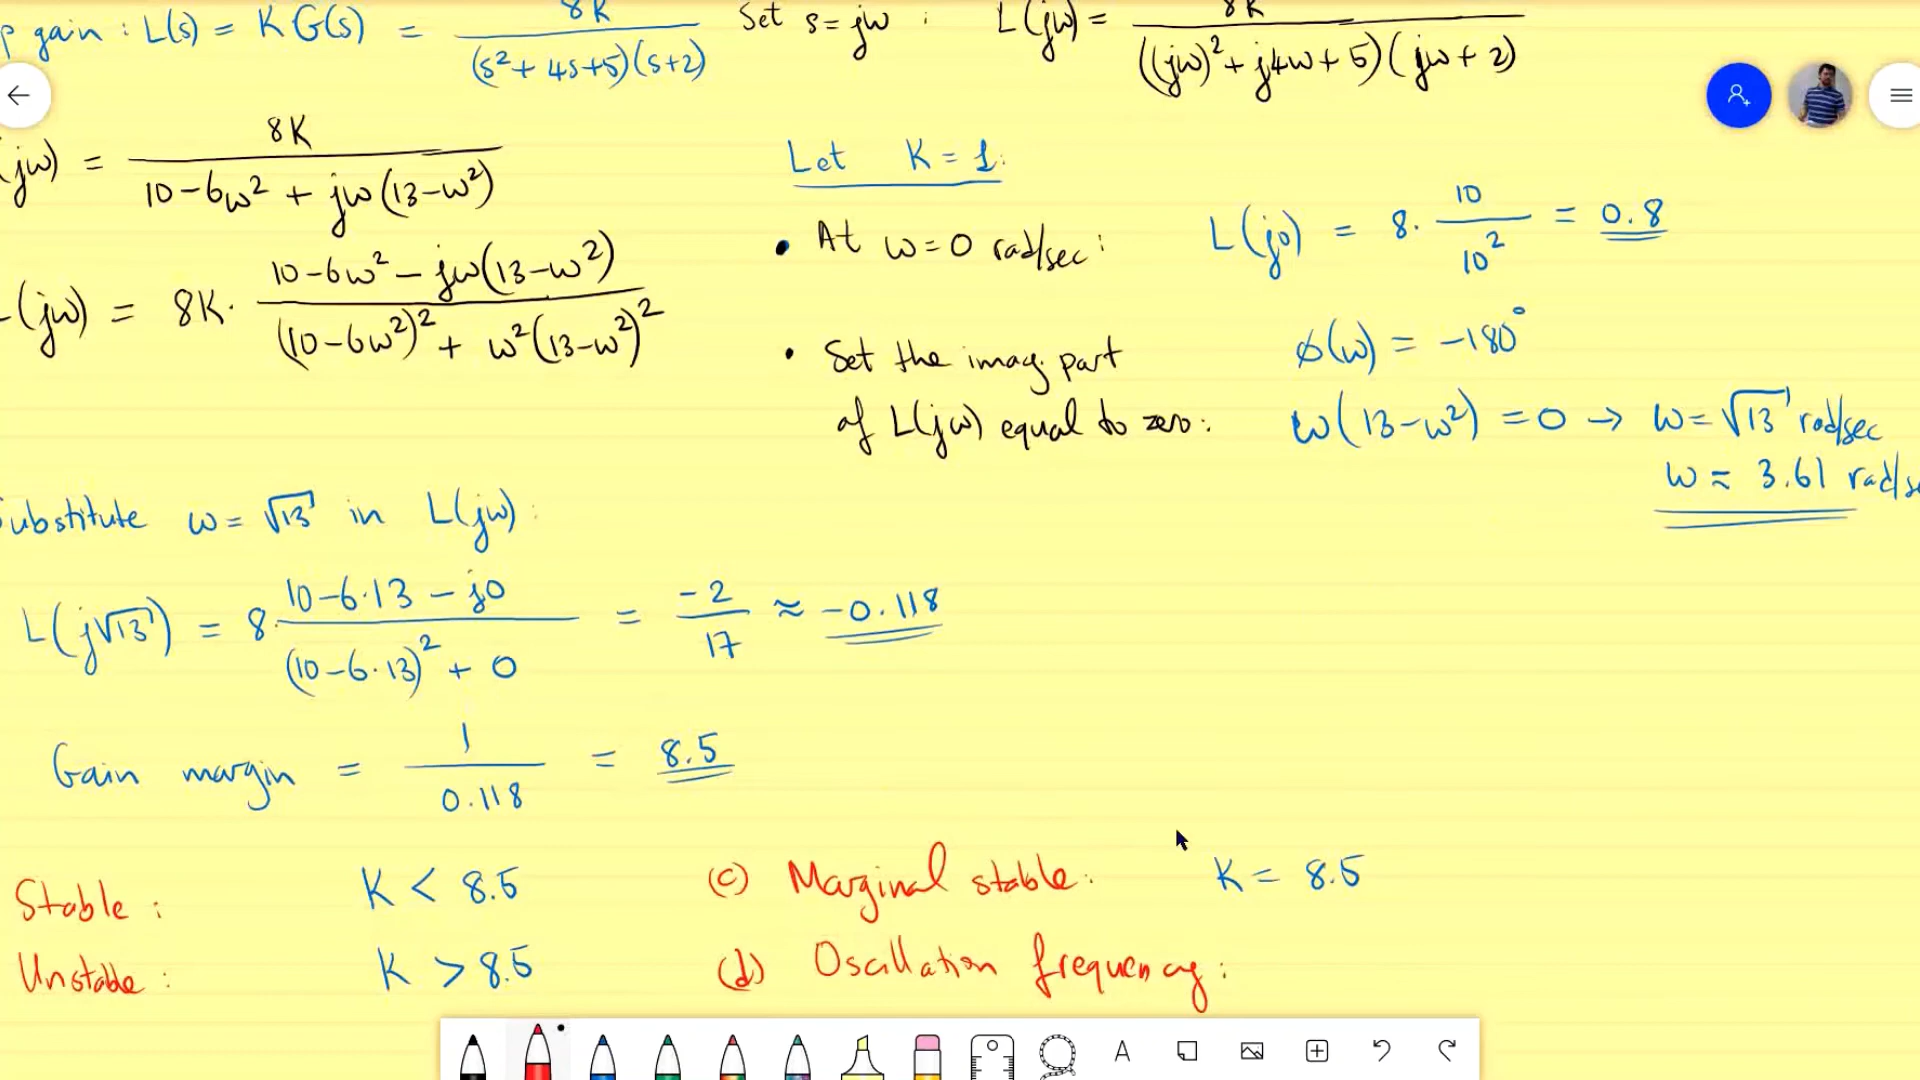 p gain : L(s) = K G(s) = 8K / (s² + 4s+5)(s+2)
Set s = jω : L(jω) = 8K / ((jω)² + j4ω + 5)(jω + 2)
(jω) = 8K / 10-6ω² + jω(13-ω²)
L(jω) = 8K · 10-6ω² - jω(13-ω²) / (10-6ω²)² + ω²(13-ω²)²
Let K = 1:
• At ω = 0 rad/sec :
L(j0) = 8 · 10 / 10² = 0.8
• Set the imag. part
of L(jω) equal to zero :
φ(ω) = -180°
ω(13-ω²) = 0 → ω = √13 rad/sec
ω ≈ 3.61 rad/s
Substitute ω = √13 in L(jω) :
L(j√13) = 8 · 10-6·13 - j0 / (10-6·13)² + 0 = -2 / 17 ≈ -0.118
Gain margin = 1 / 0.118 = 8.5
Stable : K < 8.5
Unstable : K > 8.5
(c) Marginal stable : K = 8.5
(d) Oscillation frequency :
A